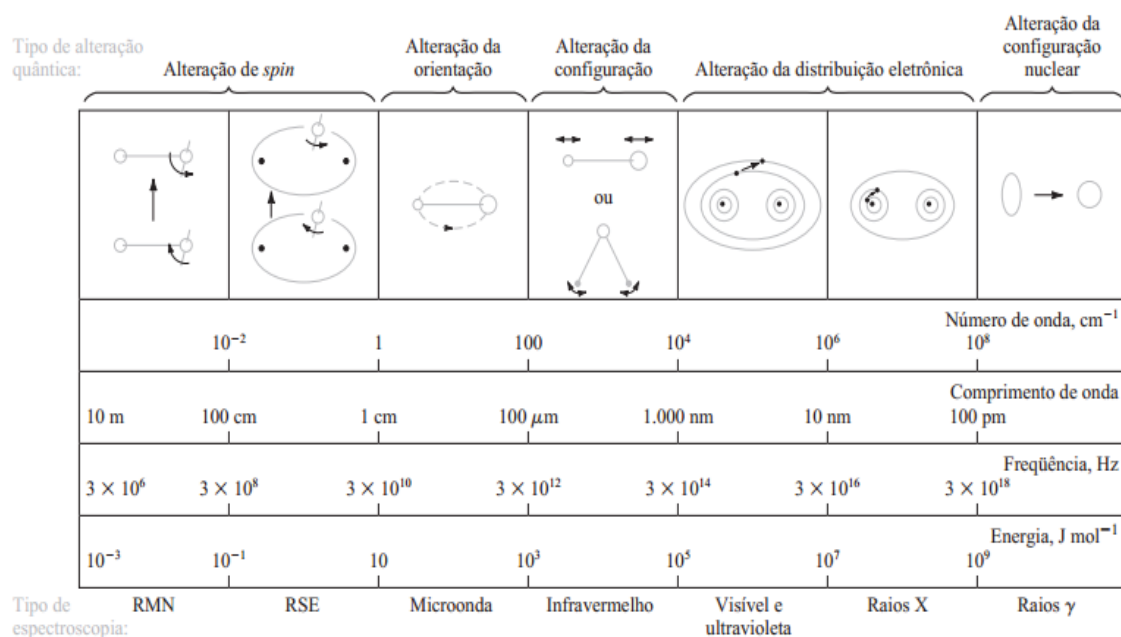 Tipo de alteração
quântica:
Alteração de spin
Alteração da
orientação
Alteração da
configuração
Alteração da distribuição eletrônica
Alteração da
configuração
nuclear
ou
Número de onda, cm⁻¹
10⁻² 1 100 10⁴ 10⁶ 10⁸
Comprimento de onda
10 m 100 cm 1 cm 100 μm 1.000 nm 10 nm 100 pm
Freqüência, Hz
3 × 10⁶ 3 × 10⁸ 3 × 10¹⁰ 3 × 10¹² 3 × 10¹⁴ 3 × 10¹⁶ 3 × 10¹⁸
Energia, J mol⁻¹
10⁻³ 10⁻¹ 10 10³ 10⁵ 10⁷ 10⁹
Tipo de
espectroscopia:
RMN
RSE
Microonda
Infravermelho
Visível e
ultravioleta
Raios X
Raios γ